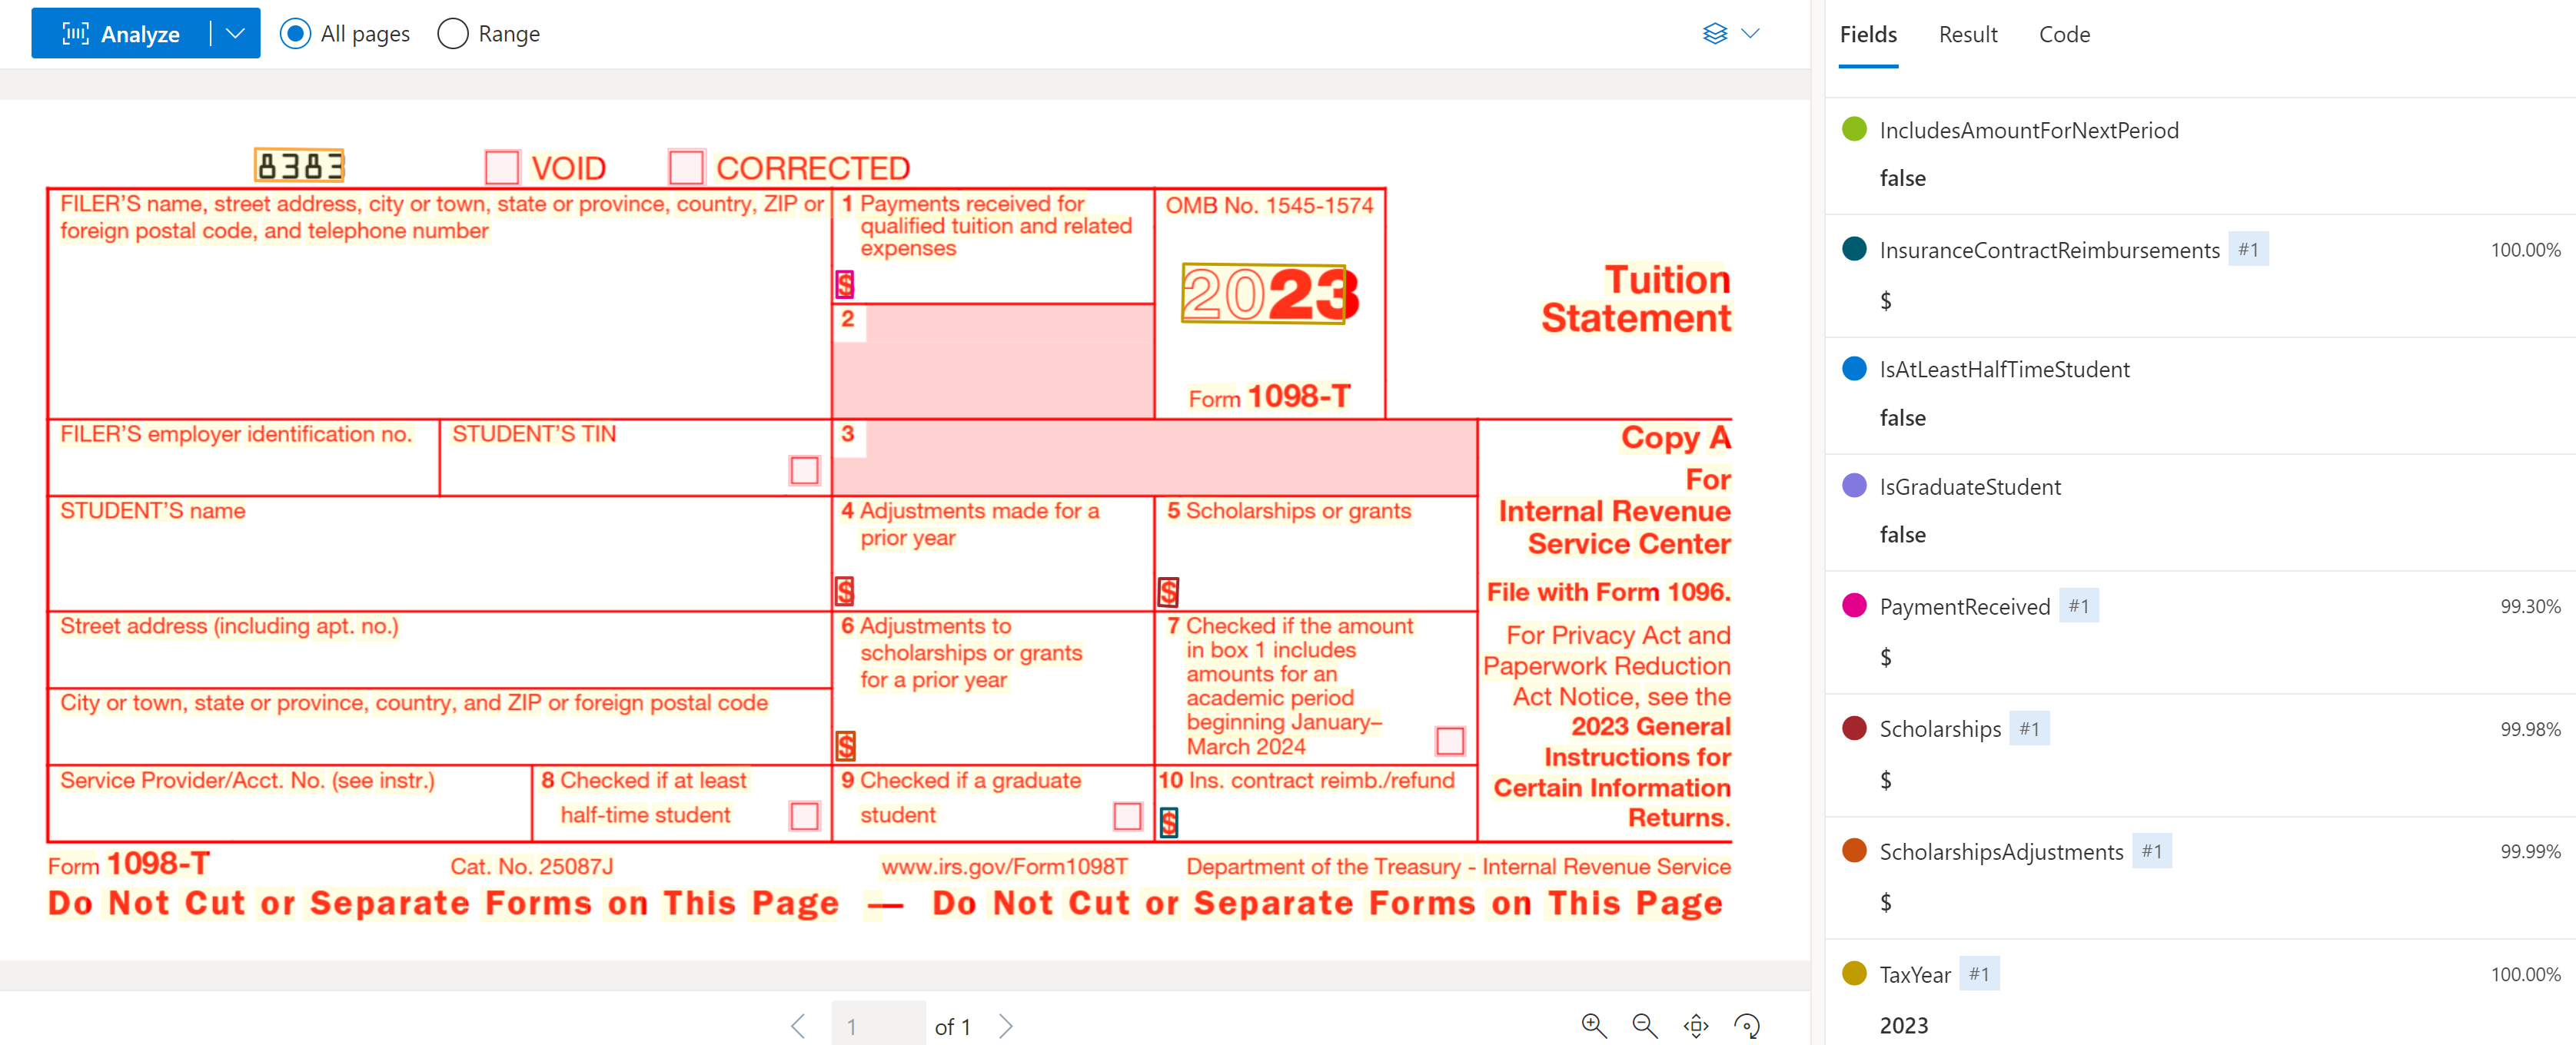 Analyze
All pages
Range
Fields
Result
Code
8383
VOID
CORRECTED
FILER'S name, street address, city or town, state or province, country, ZIP or
foreign postal code, and telephone number
1 Payments received for
qualified tuition and related
expenses
$
2
OMB No. 1545-1574
2023
Form 1098-T
Tuition
Statement
FILER'S employer identification no.
STUDENT'S TIN
3
Copy A
For
Internal Revenue
Service Center
File with Form 1096.
For Privacy Act and
Paperwork Reduction
Act Notice, see the
2023 General
Instructions for
Certain Information
Returns.
STUDENT'S name
4 Adjustments made for a
prior year
$
5 Scholarships or grants
$
Street address (including apt. no.)
6 Adjustments to
scholarships or grants
for a prior year
$
7 Checked if the amount
in box 1 includes
amounts for an
academic period
beginning January–
March 2024
City or town, state or province, country, and ZIP or foreign postal code
Service Provider/Acct. No. (see instr.)
8 Checked if at least
half-time student
9 Checked if a graduate
student
10 Ins. contract reimb./refund
$
Form 1098-T
Cat. No. 25087J
www.irs.gov/Form1098T
Department of the Treasury - Internal Revenue Service
Do Not Cut or Separate Forms on This Page — Do Not Cut or Separate Forms on This Page
1 of 1
IncludesAmountForNextPeriod
false
InsuranceContractReimbursements #1 100.00%
$
IsAtLeastHalfTimeStudent
false
IsGraduateStudent
false
PaymentReceived #1 99.30%
$
Scholarships #1 99.98%
$
ScholarshipsAdjustments #1 99.99%
$
TaxYear #1 100.00%
2023